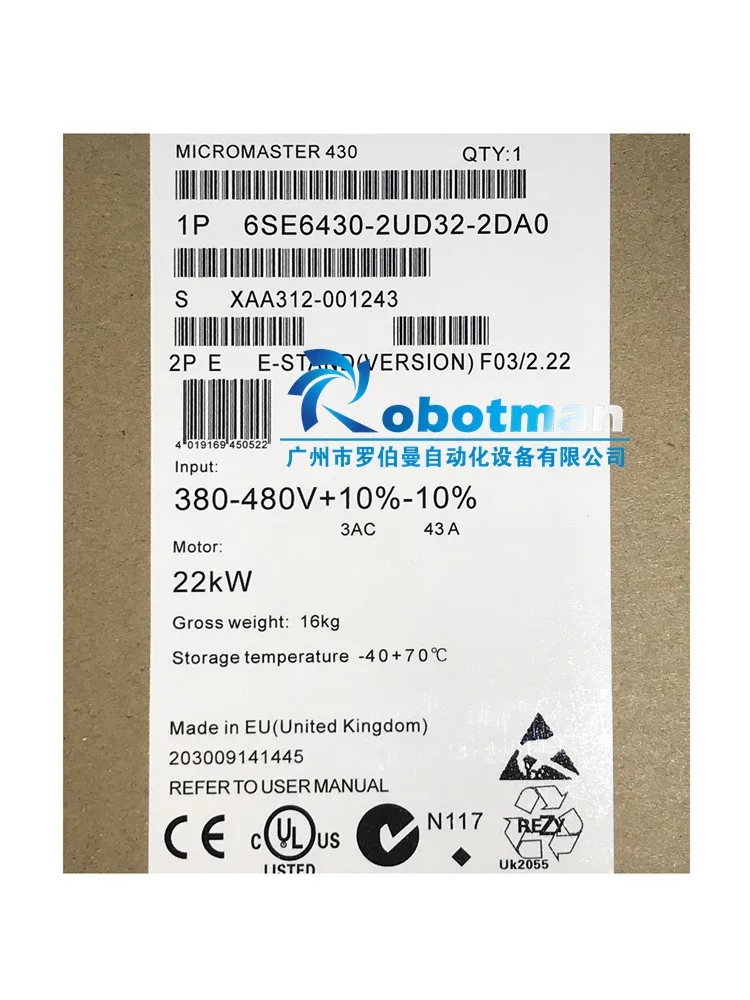 MICROMASTER 430 QTY:1
1P 6SE6430-2UD32-2DA0
S XAA312-001243
2P E E-STAND(VERSION) F03/2.22
Robotman
4 019169 450522
广州市罗伯曼自动化设备有限公司
Input:
380-480V+10%-10%
3AC 43A
Motor:
22kW
Gross weight: 16kg
Storage temperature -40+70℃
Made in EU(United Kingdom)
203009141445
REFER TO USER MANUAL
CE C UL US N117 REZY
LISTED Uk2055